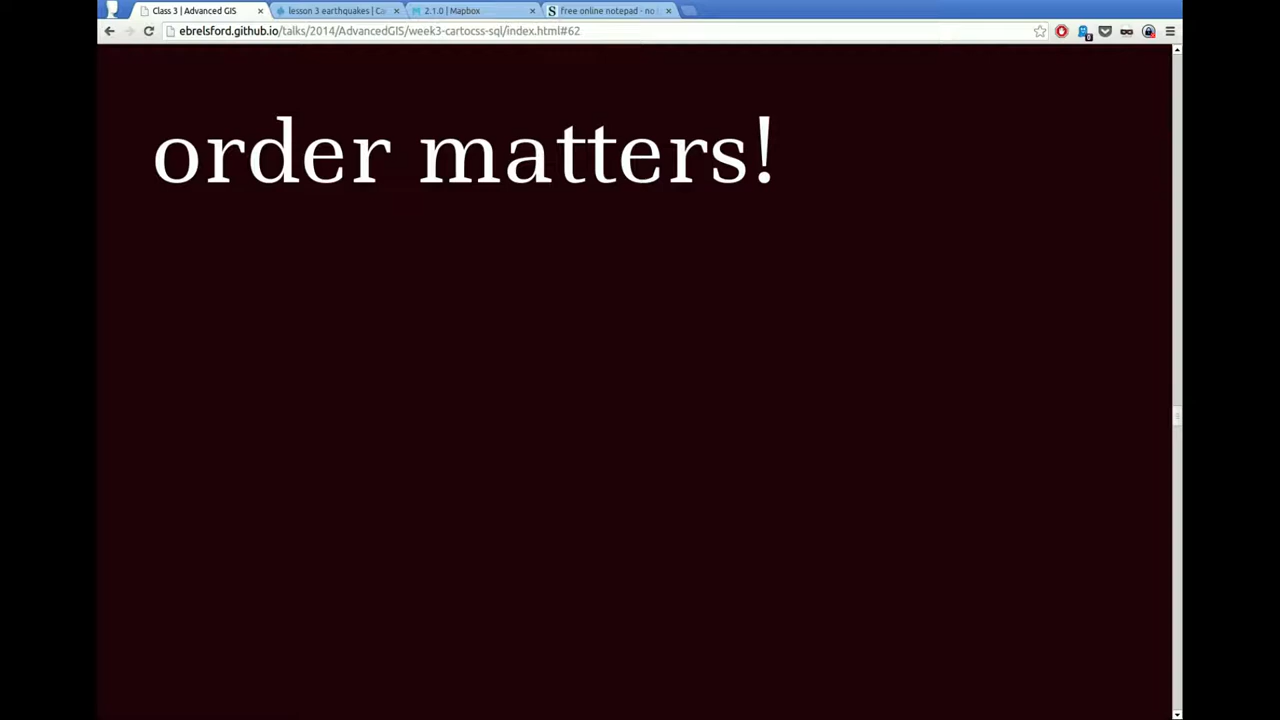 Class 3 | Advanced GIS
lesson 3 earthquakes | Ca
2.1.0 | Mapbox
free online notepad - no
ebrelsford.github.io/talks/2014/AdvancedGIS/week3-cartocss-sql/index.html#62
order matters!